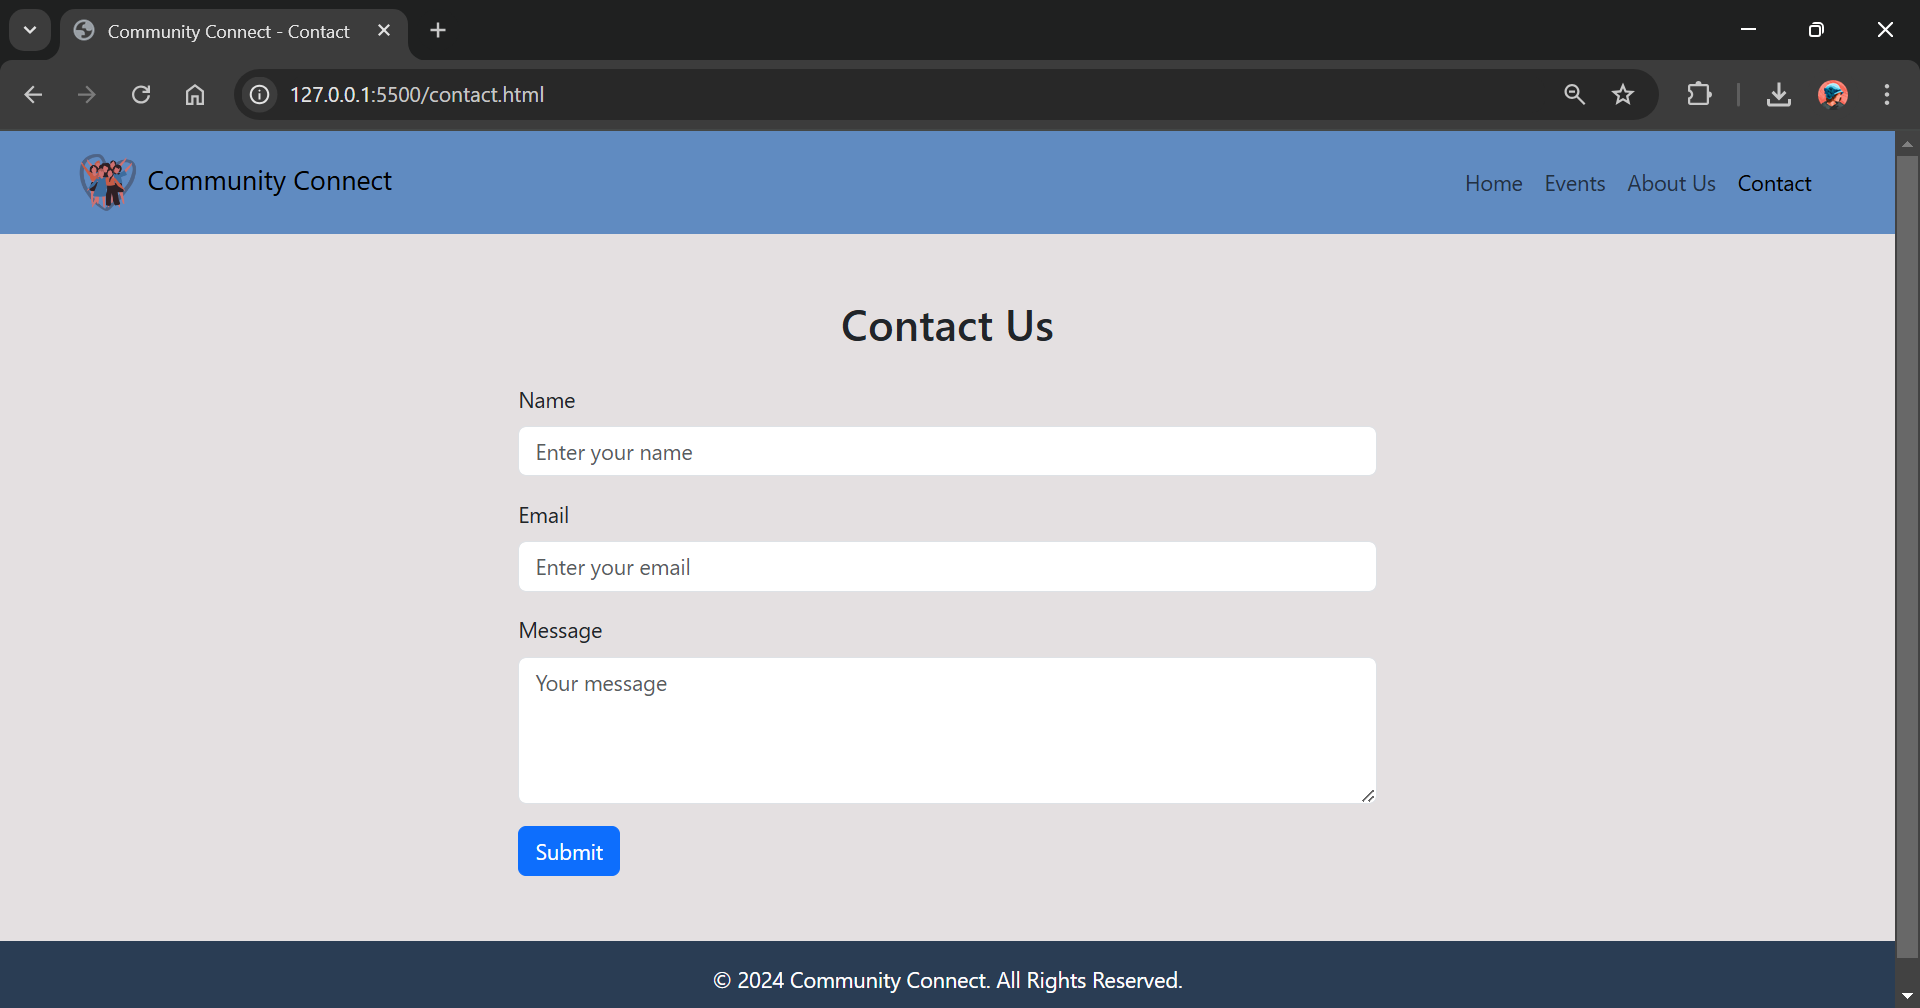 Community Connect - Contact
127.0.0.1:5500/contact.html
Community Connect
Home Events About Us Contact
Contact Us
Name
Enter your name
Email
Enter your email
Message
Your message
Submit
© 2024 Community Connect. All Rights Reserved.